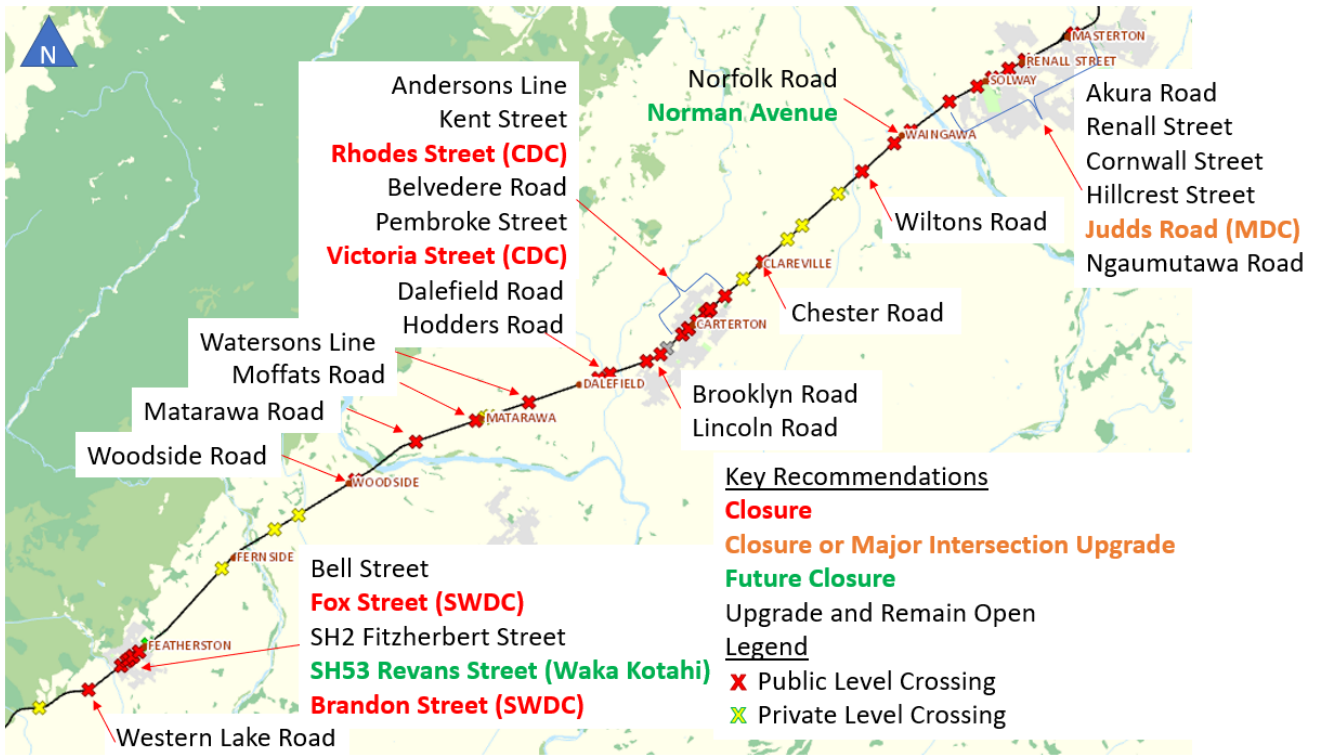 N
MASTERTON
RENALL STREET
SOLWAY
Andersons Line
Kent Street
Rhodes Street (CDC)
Belvedere Road
Pembroke Street
Victoria Street (CDC)
Dalefield Road
Hodders Road
Norfolk Road
Norman Avenue
WAINGAWA
Akura Road
Renall Street
Cornwall Street
Hillcrest Street
Judds Road (MDC)
Ngaumutawa Road
Wiltons Road
CLAREVILLE
Chester Road
CARTERTON
Watersons Line
Moffats Road
Matarawa Road
Woodside Road
DALEFIELD
MATARAWA
WOODSIDE
Brooklyn Road
Lincoln Road
FERNSIDE
FEATHERSTON
Bell Street
Fox Street (SWDC)
SH2 Fitzherbert Street
SH53 Revans Street (Waka Kotahi)
Brandon Street (SWDC)
Western Lake Road
Key Recommendations
Closure
Closure or Major Intersection Upgrade
Future Closure
Upgrade and Remain Open
Legend
Public Level Crossing
Private Level Crossing